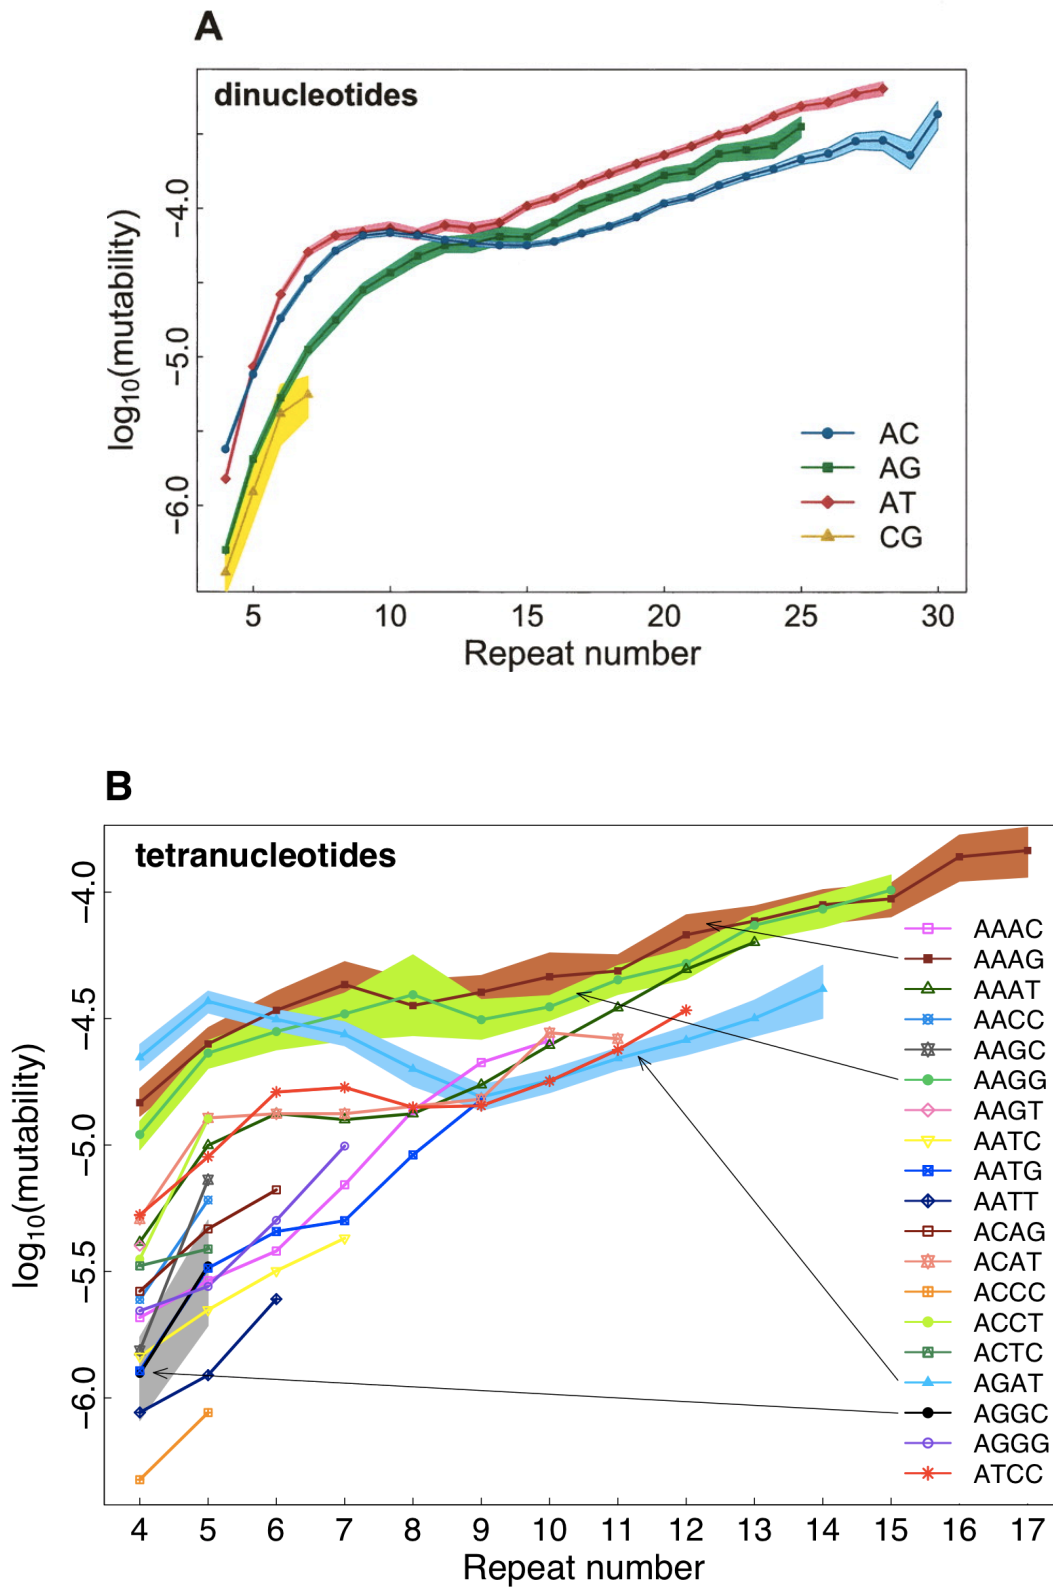 A
dinucleotides
log10(mutability)
−4.0
−5.0
−6.0
AC
AG
AT
CG
5 10 15 20 25 30
Repeat number
B
tetranucleotides
log10(mutability)
−4.0
−4.5
−5.0
−5.5
−6.0
AAAC
AAAG
AAAT
AACC
AAGC
AAGG
AAGT
AATC
AATG
AATT
ACAG
ACAT
ACCC
ACCT
ACTC
AGAT
AGGC
AGGG
ATCC
4 5 6 7 8 9 10 11 12 13 14 15 16 17
Repeat number